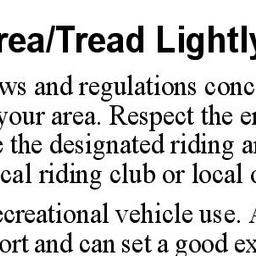 rea/Tread Lightly
ws and regulations conc
your area. Respect the en
e the designated riding ar
cal riding club or local o
ecreational vehicle use. A
ort and can set a good ex